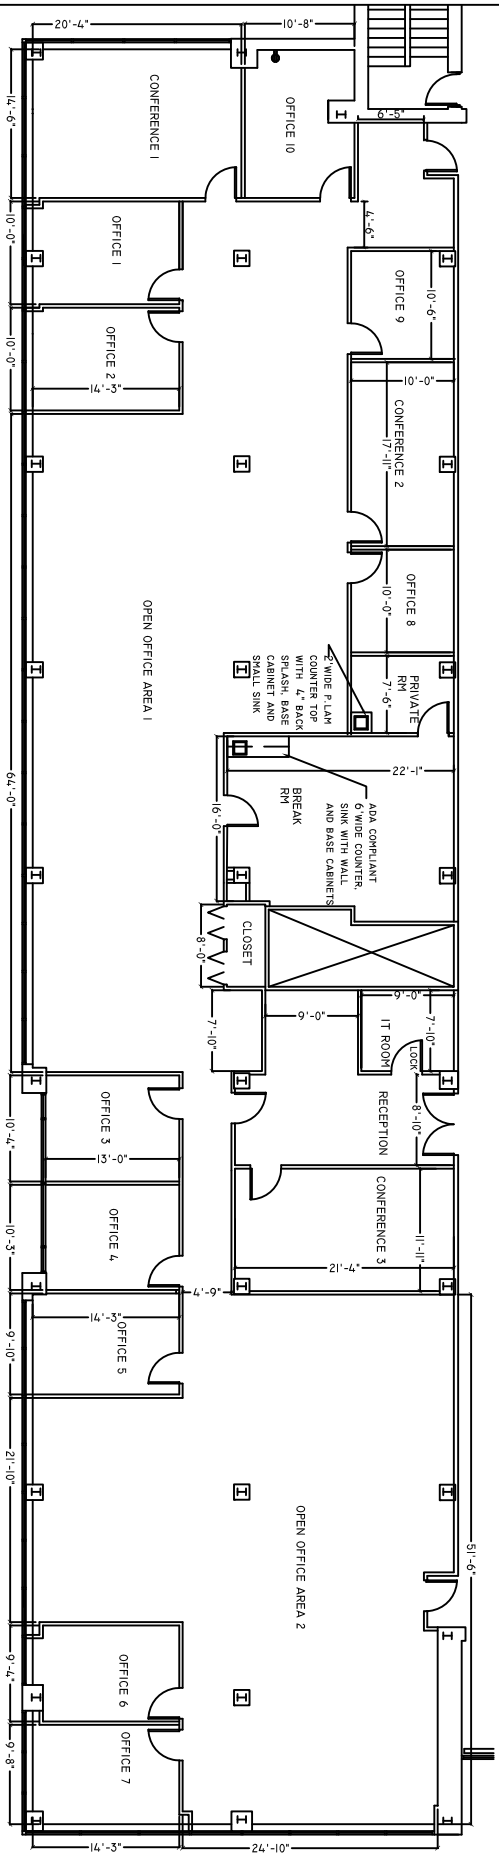 20'-4"
10'-8"
14'-6"
CONFERENCE 1
OFFICE 10
6'-5"
4'-6"
10'-0"
OFFICE 1
OFFICE 9
10'-6"
10'-0"
OFFICE 2
14'-3"
10'-0"
CONFERENCE 2
17'-11"
OFFICE 8
10'-0"
OPEN OFFICE AREA 1
2'WIDE P.LAM
COUNTER TOP
WITH 4" BACK
SPLASH, BASE
CABINET AND
SMALL SINK
PRIVATE
RM
7'-6"
64'-0"
22'-1"
16'-0"
BREAK
RM
ADA COMPLIANT
6'WIDE COUNTER,
SINK WITH WALL
AND BASE CABINETS
CLOSET
8'-0"
7'-10"
9'-0"
9'-0"
7'-10"
IT ROOM
LOCK
8'-10"
RECEPTION
10'-4"
OFFICE 3
13'-0"
10'-3"
OFFICE 4
CONFERENCE 3
11'-11"
21'-4"
4'-9"
14'-3"
OFFICE 5
9'-10"
21'-10"
OPEN OFFICE AREA 2
51'-6"
9'-4"
OFFICE 6
9'-8"
OFFICE 7
14'-3"
24'-10"